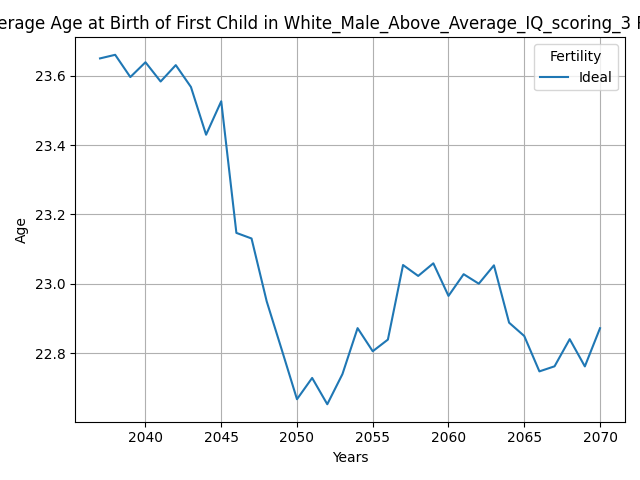 Age at Birth of First Child in White_Male_Above_Average_IQ_scoring_3
Fertility
Ideal
23.6
23.4
23.2
23.0
22.8
Age
2040 2045 2050 2055 2060 2065 2070
Years